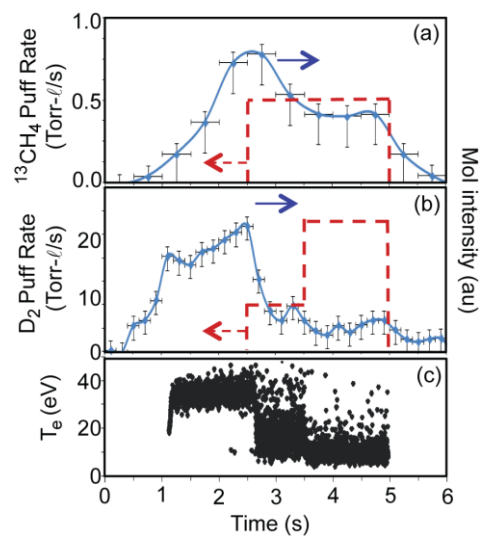 (a)
1.0
0.5
0.0
¹³CH₄ Puff Rate
(Torr-ℓ/s)
(b)
20
10
0
D₂ Puff Rate
(Torr-ℓ/s)
Mol intensity (au)
(c)
40
20
0
Tₑ (eV)
0 1 2 3 4 5 6
Time (s)